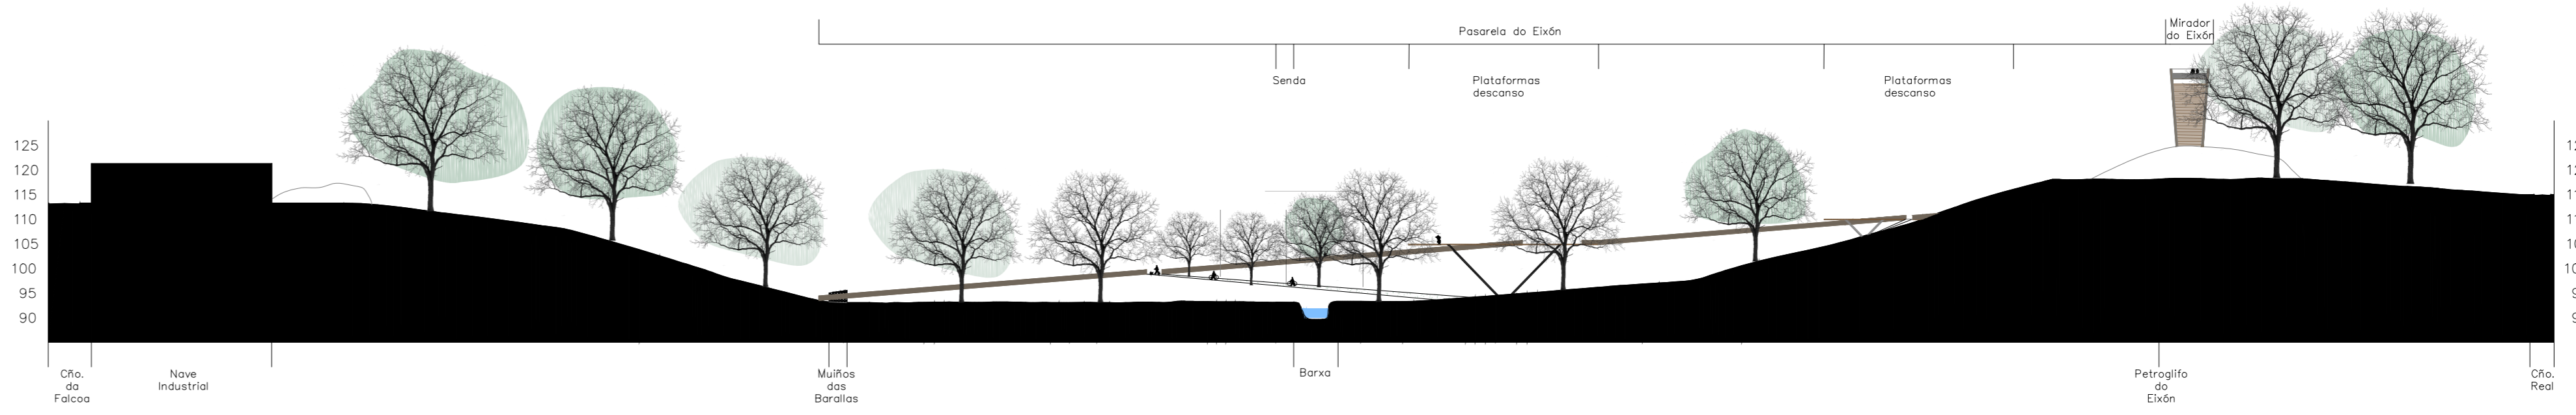 Pasarela do Eixón
Mirador
do Eixón
Senda
Plataformas
descanso
Plataformas
descanso
125
120
115
110
105
100
95
90
Cño.
da
Falcoa
Nave
Industrial
Muiños
das
Barallas
Barxa
Petroglifo
do
Eixón
Cño.
Real